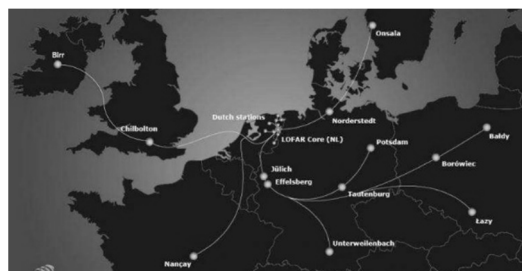 Onsala
Birr
Dutch stations
Norderstedt
Chilbolton
LOFAR Core (NL)
Potsdam
Bałdy
Borówiec
Jülich
Effelsberg
Tautenburg
Łazy
Unterweilenbach
Nançay